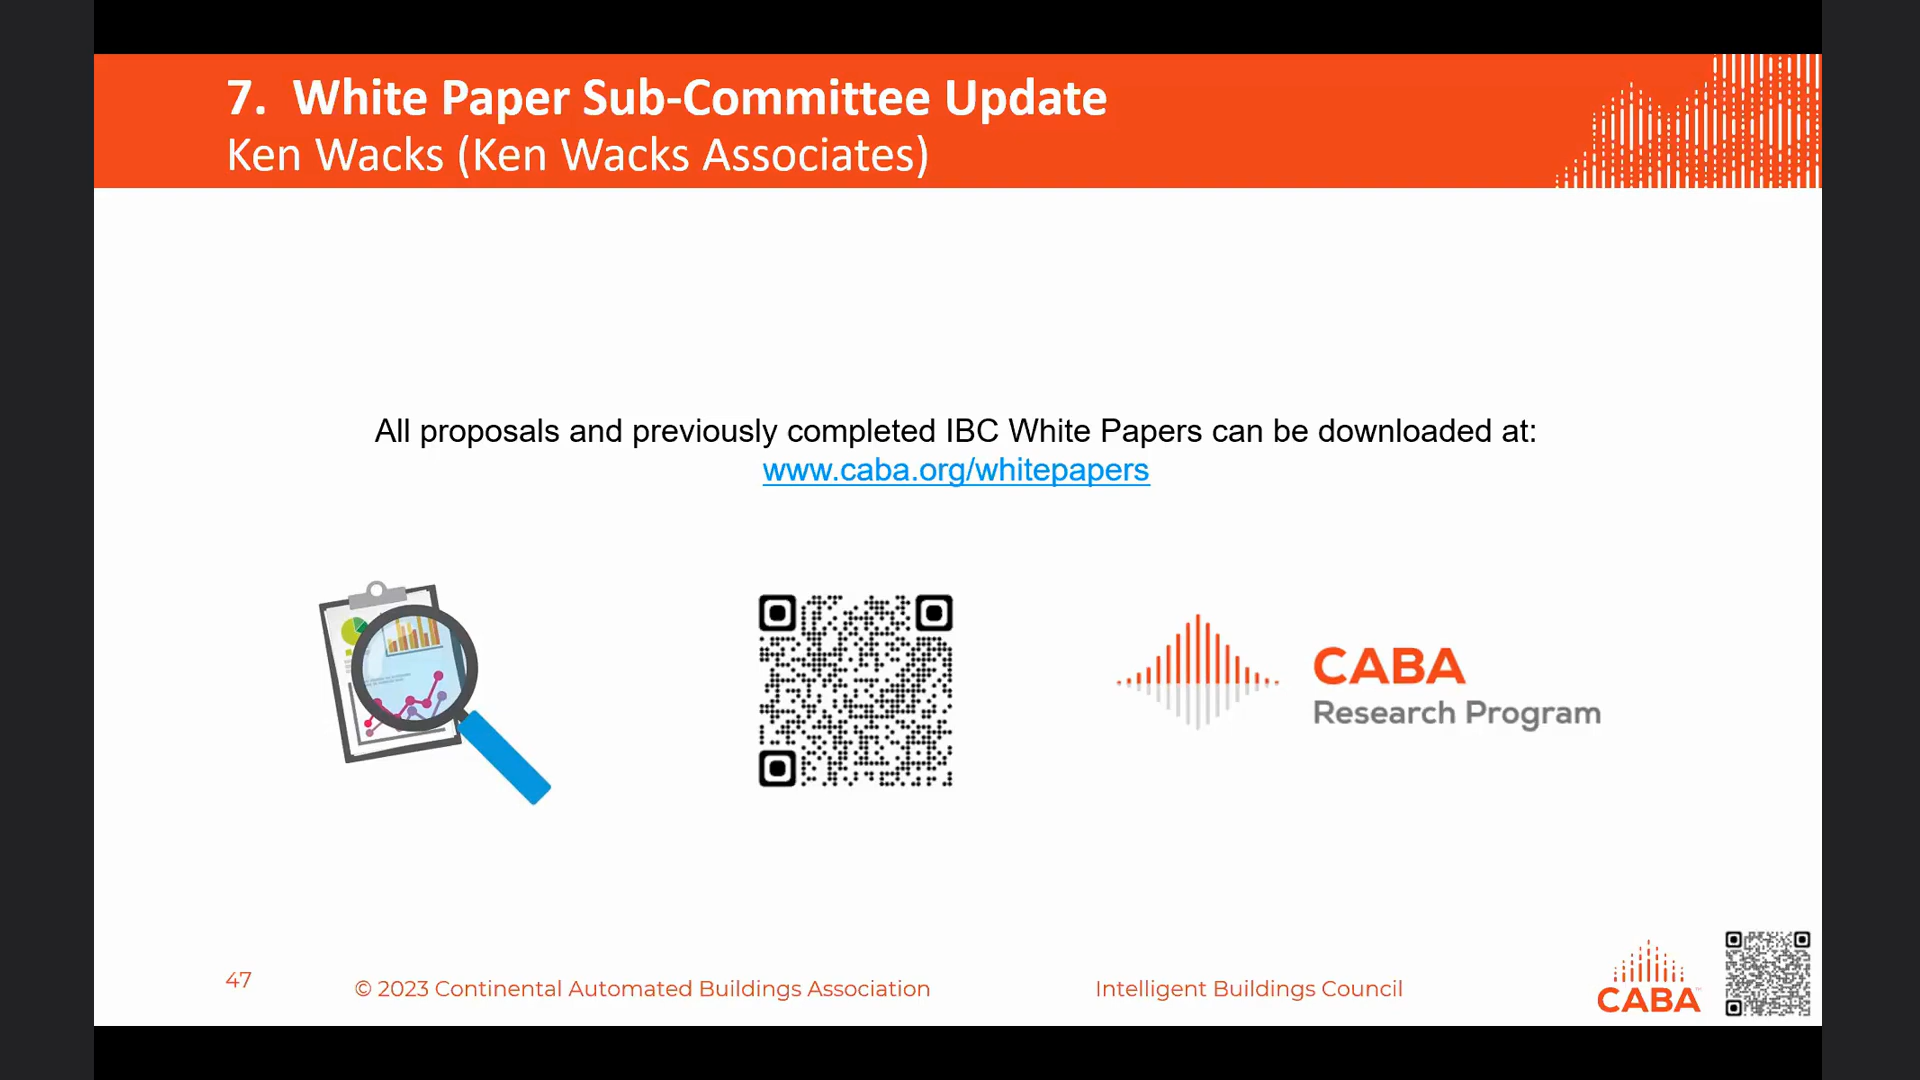 7. White Paper Sub-Committee Update
Ken Wacks (Ken Wacks Associates)
All proposals and previously completed IBC White Papers can be downloaded at:
www.caba.org/whitepapers
CABA
Research Program
47
© 2023 Continental Automated Buildings Association
Intelligent Buildings Council
CABA